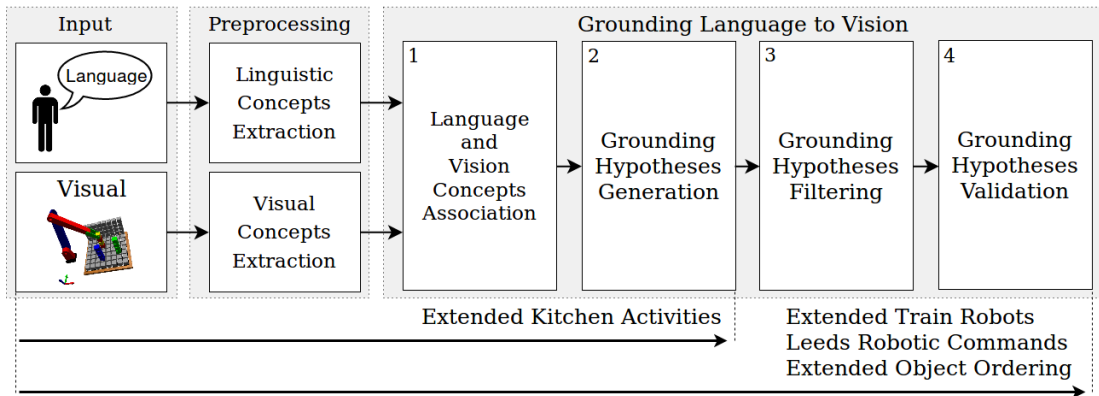 Input
Preprocessing
Grounding Language to Vision
Language
Linguistic
Concepts
Extraction
Visual
Visual
Concepts
Extraction
1
Language
and
Vision
Concepts
Association
2
Grounding
Hypotheses
Generation
3
Grounding
Hypotheses
Filtering
4
Grounding
Hypotheses
Validation
Extended Kitchen Activities
Extended Train Robots
Leeds Robotic Commands
Extended Object Ordering